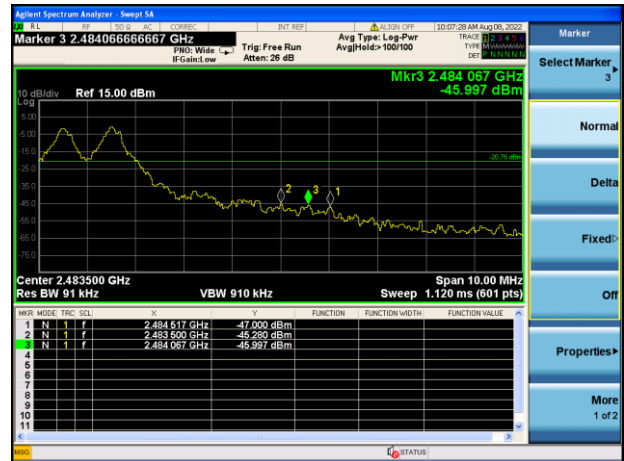 Agilent Spectrum Analyzer - Swept SA
RL RF 50 Ω AC CORREC INT REF ALIGN OFF 10:07:28 AM Aug 08, 2022
Marker 3 2.484066666667 GHz
PNO: Wide
IFGain:Low
Trig: Free Run
Atten: 26 dB
Avg Type: Log-Pwr
Avg|Hold:>100/100
TRACE 1 2 3 4 5 6
TYPE M
DET P N N N N N
Mkr3 2.484 067 GHz
-45.997 dBm
10 dB/div Ref 15.00 dBm
Log
5.00
-5.00
-15.0
-20.76 dBm
-25.0
-35.0
2 3 1
-45.0
-55.0
-65.0
-75.0
Center 2.483500 GHz Span 10.00 MHz
Res BW 91 kHz VBW 910 kHz Sweep 1.120 ms (601 pts)
MKR MODE TRC SCL X Y FUNCTION FUNCTION WIDTH FUNCTION VALUE
1 N 1 f 2.484 517 GHz -47.000 dBm
2 N 1 f 2.483 500 GHz -45.280 dBm
3 N 1 f 2.484 067 GHz -45.997 dBm
4
5
6
7
8
9
10
11
MSG STATUS
Marker
Select Marker
3
Normal
Delta
Fixed
Off
Properties
More
1 of 2